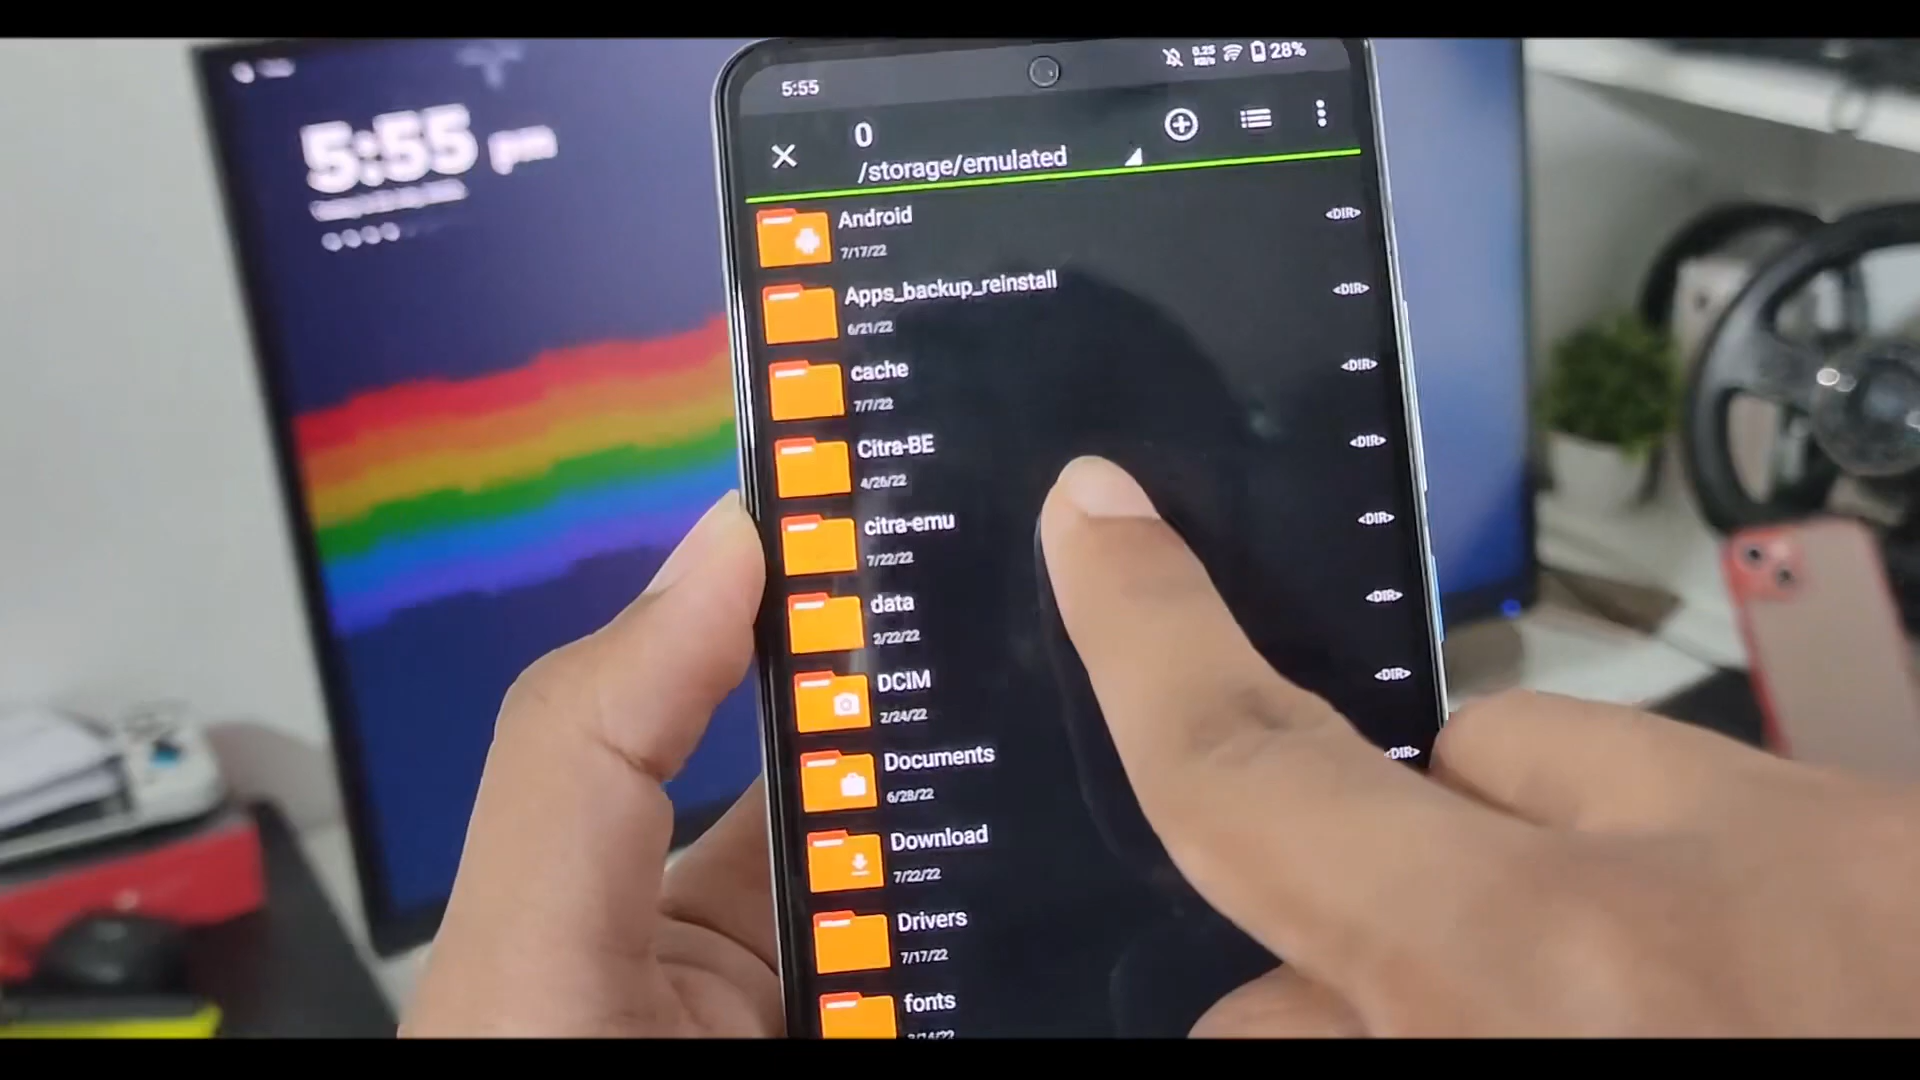 5:55 pm
5:55
0.25
KB/s
28%
0
/storage/emulated
Android
<DIR>
7/17/22
Apps_backup_reinstall
<DIR>
6/21/22
cache
<DIR>
7/7/22
Citra-BE
<DIR>
4/26/22
citra-emu
<DIR>
7/22/22
data
<DIR>
2/22/22
DCIM
<DIR>
2/24/22
Documents
<DIR>
6/28/22
Download
7/22/22
Drivers
7/17/22
fonts